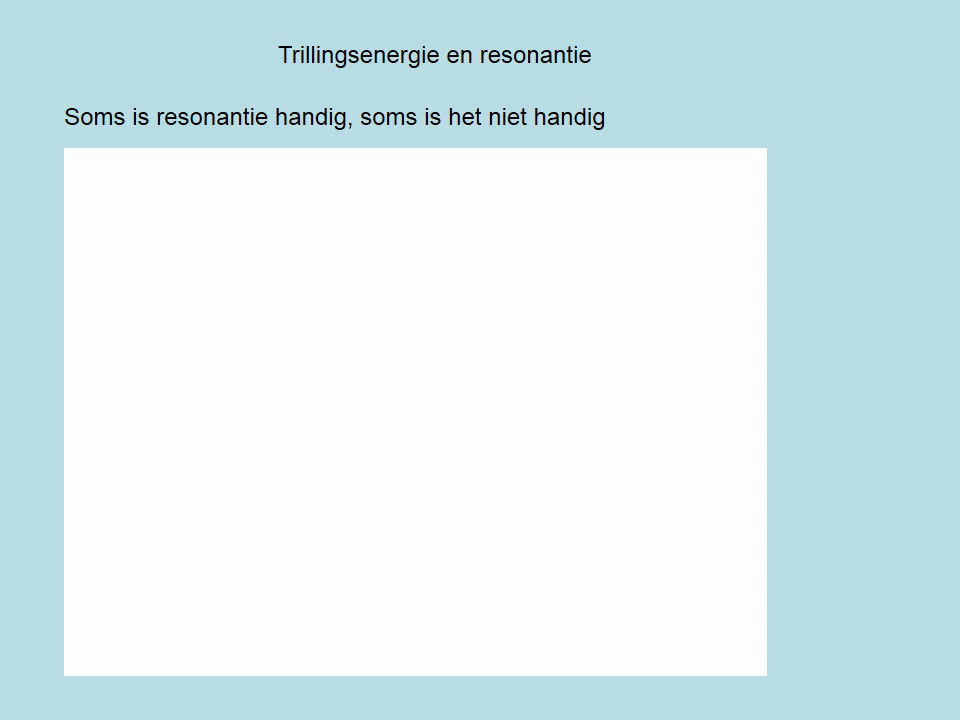 Trillingsenergie en resonantie
Soms is resonantie handig, soms is het niet handig